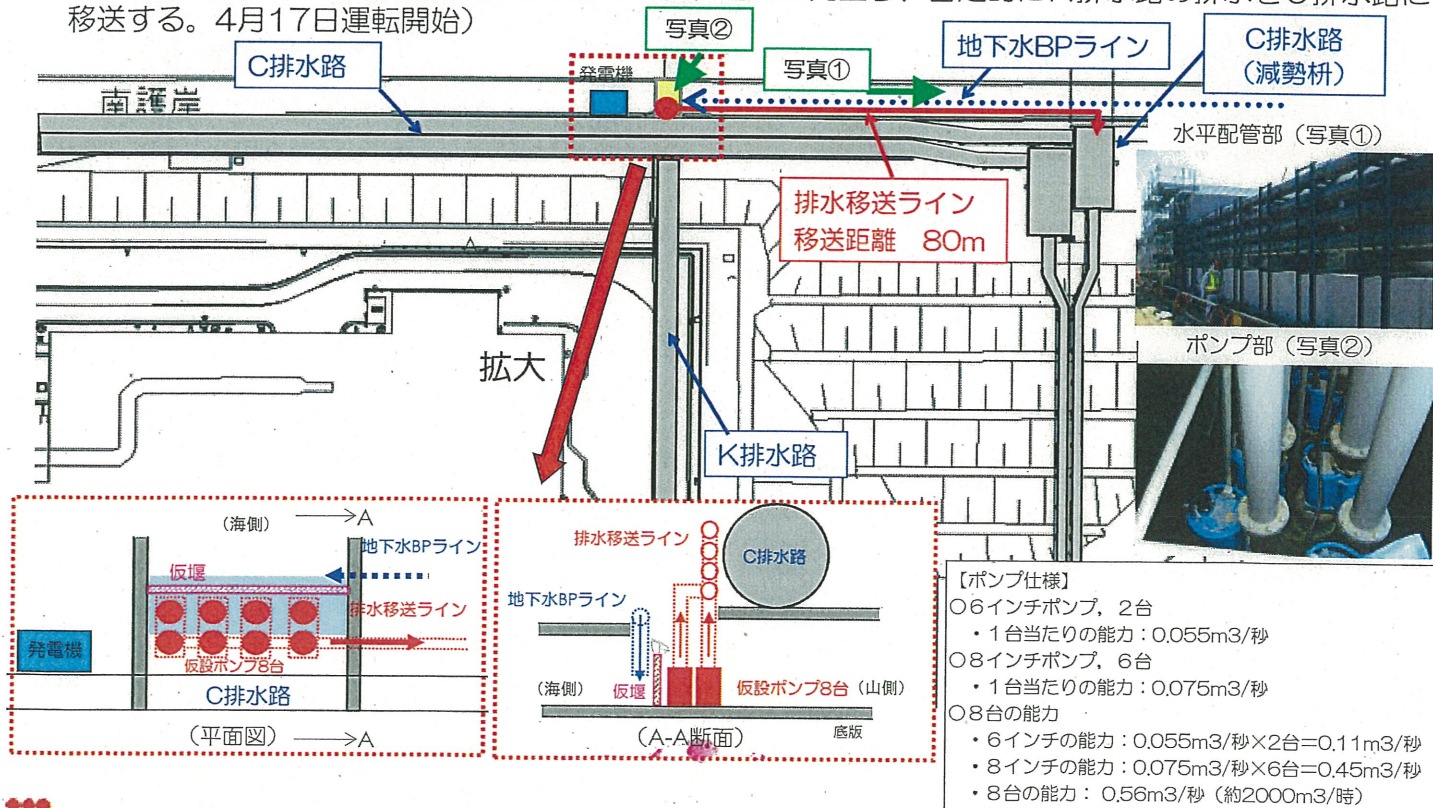 移送する。4月17日運転開始）
写真②
C排水路
発電機
写真①
地下水BPライン
C排水路
（減勢枡）
南護岸
水平配管部（写真①）
排水移送ライン
移送距離　80m
拡大
ポンプ部（写真②）
K排水路
（海側）
A
地下水BPライン
仮堰
排水移送ライン
発電機
仮設ポンプ8台
C排水路
（平面図）
A
排水移送ライン
C排水路
地下水BPライン
（海側）
仮堰
仮設ポンプ8台
（山側）
（A-A断面）
底版
【ポンプ仕様】
○6インチポンプ，2台
・1台当たりの能力：0.055m3/秒
○8インチポンプ，6台
・1台当たりの能力：0.075m3/秒
○8台の能力
・6インチの能力：0.055m3/秒×2台＝0.11m3/秒
・8インチの能力：0.075m3/秒×6台＝0.45m3/秒
・8台の能力： 0.56m3/秒（約2000m3/時）